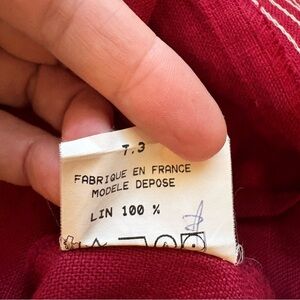 7.3
FABRIQUE EN FRANCE
MODELE DEPOSE
LIN 100 %